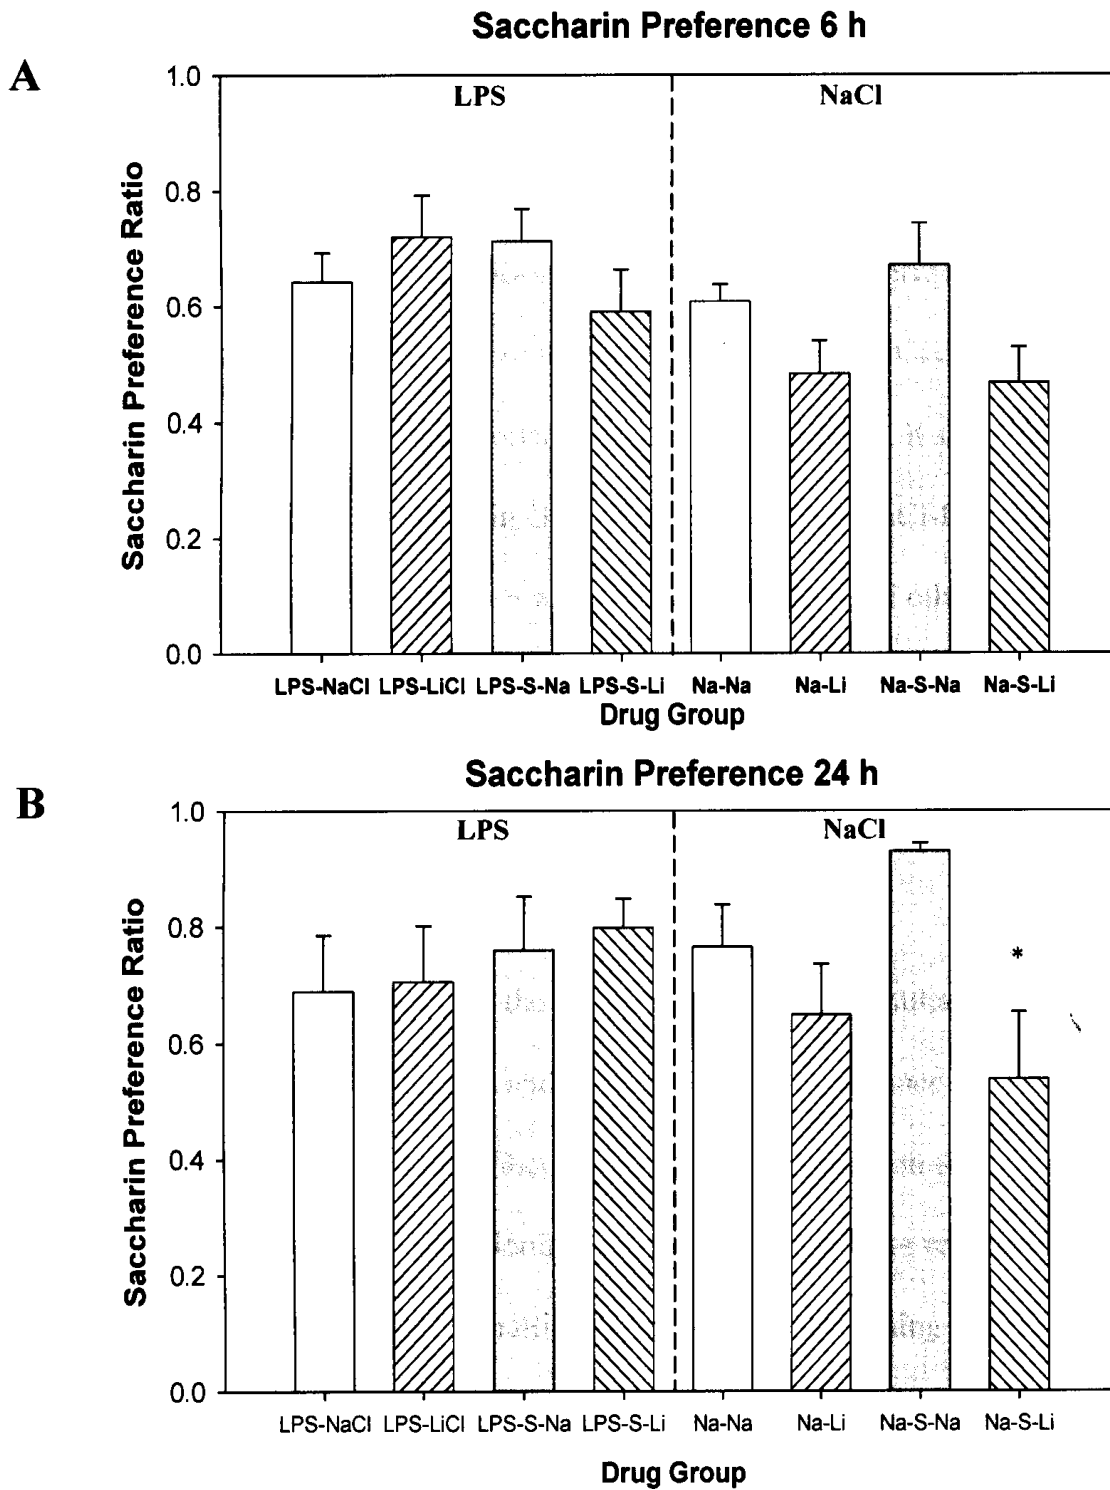 Saccharin Preference 6 h
A
LPS
NaCl
1.0
0.8
0.6
0.4
0.2
0.0
Saccharin Preference Ratio
LPS-NaCl LPS-LiCl LPS-S-Na LPS-S-Li Na-Na Na-Li Na-S-Na Na-S-Li
Drug Group
Saccharin Preference 24 h
B
LPS
NaCl
1.0
0.8
0.6
0.4
0.2
0.0
Saccharin Preference Ratio
*
LPS-NaCl LPS-LiCl LPS-S-Na LPS-S-Li Na-Na Na-Li Na-S-Na Na-S-Li
Drug Group